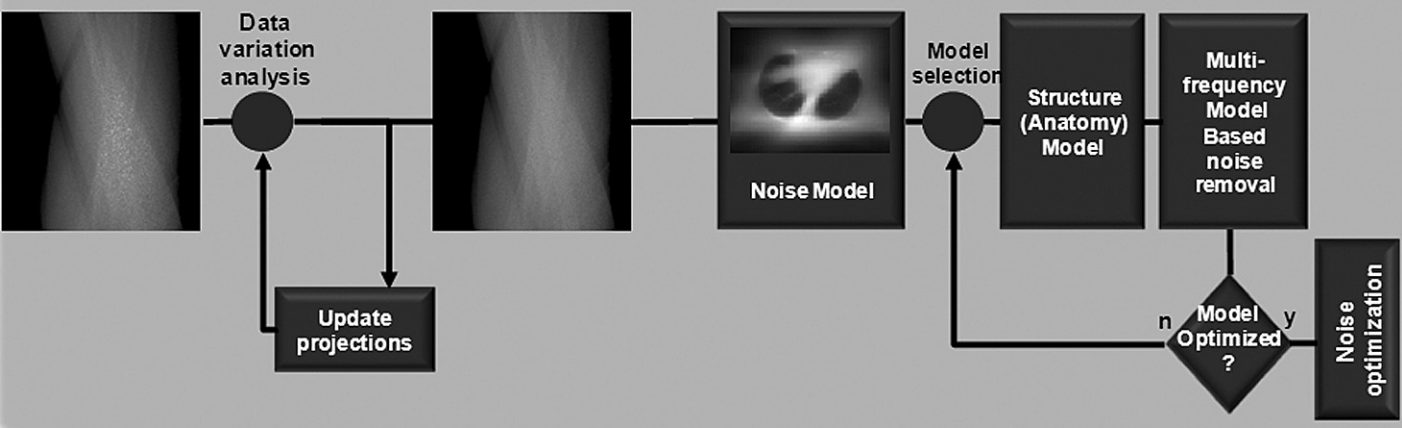 Data
variation
analysis
Update
projections
Noise Model
Model
selection
Structure
(Anatomy)
Model
Multi-
frequency
Model
Based
noise
removal
n
Model
Optimized
?
y
Noise
optimization